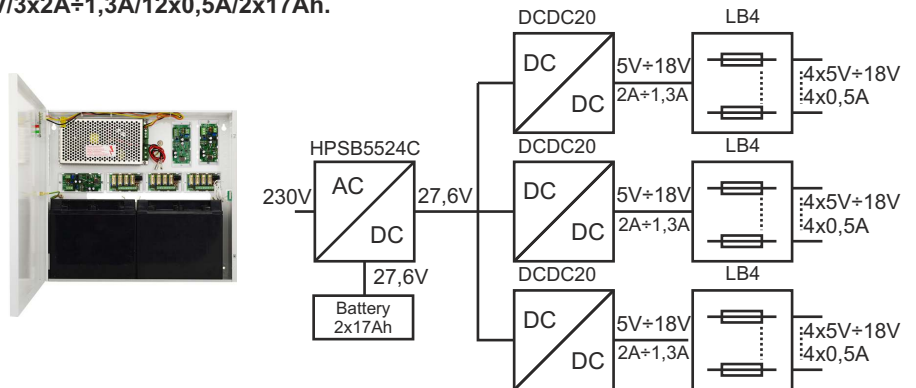 /3x2A÷1,3A/12x0,5A/2x17Ah.
DCDC20
LB4
DC
DC
5V÷18V
2A÷1,3A
4x5V÷18V
4x0,5A
HPSB5524C
230V
AC
DC
27,6V
27,6V
Battery
2x17Ah
DCDC20
LB4
DC
DC
5V÷18V
2A÷1,3A
4x5V÷18V
4x0,5A
DCDC20
LB4
DC
DC
5V÷18V
2A÷1,3A
4x5V÷18V
4x0,5A